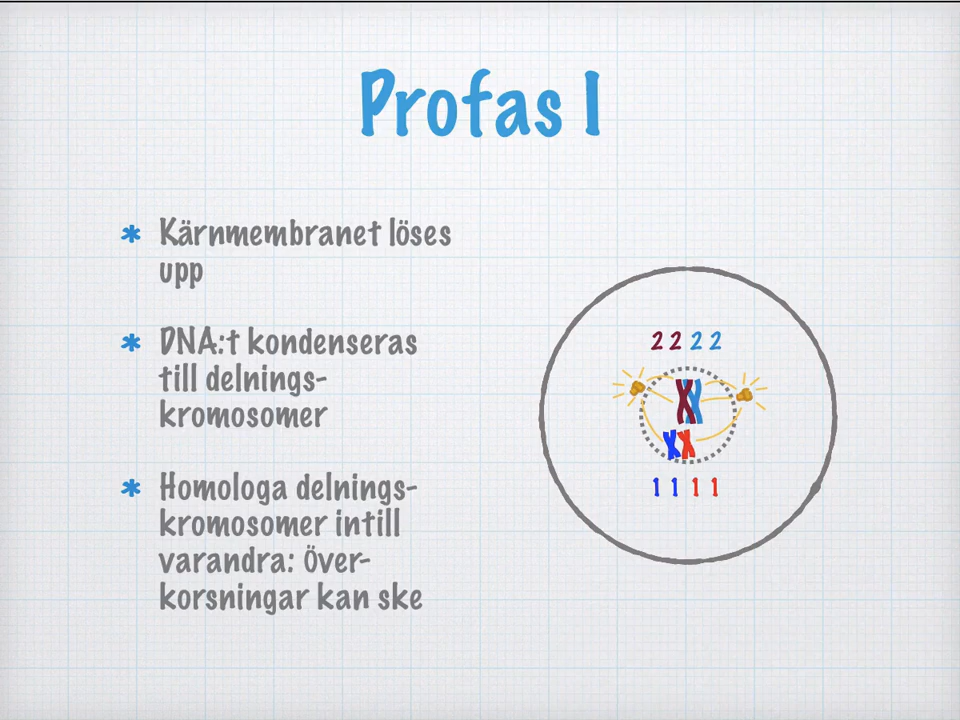 Profas I
* Kärnmembranet löses
upp
* DNA:t kondenseras
till delnings-
kromosomer
* Homologa delnings-
kromosomer intill
varandra: över-
korsningar kan ske
2 2 2 2
1 1 1 1